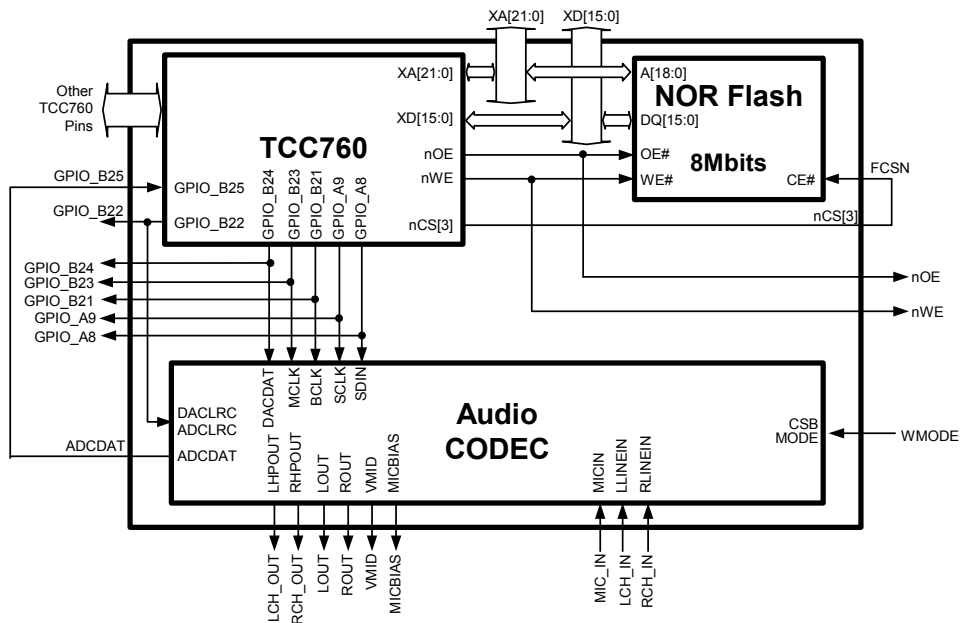 XA[21:0]
XD[15:0]
Other
TCC760
Pins
XA[21:0]
A[18:0]
NOR Flash
XD[15:0]
DQ[15:0]
TCC760
nOE
OE#
8Mbits
nWE
WE#
CE#
FCSN
GPIO_B25
GPIO_B25
GPIO_B22
GPIO_B22
GPIO_B24
GPIO_B23
GPIO_B21
GPIO_A9
GPIO_A8
nCS[3]
nCS[3]
GPIO_B24
GPIO_B23
GPIO_B21
GPIO_A9
GPIO_A8
nOE
nWE
DACDAT
MCLK
BCLK
SCLK
SDIN
DACLRC
ADCLRC
ADCDAT
ADCDAT
Audio
CODEC
CSB
MODE
WMODE
LHPOUT
RHPOUT
LOUT
ROUT
VMID
MICBIAS
MICIN
LLINEIN
RLINEIN
LCH_OUT
RCH_OUT
LOUT
ROUT
VMID
MICBIAS
MIC_IN
LCH_IN
RCH_IN